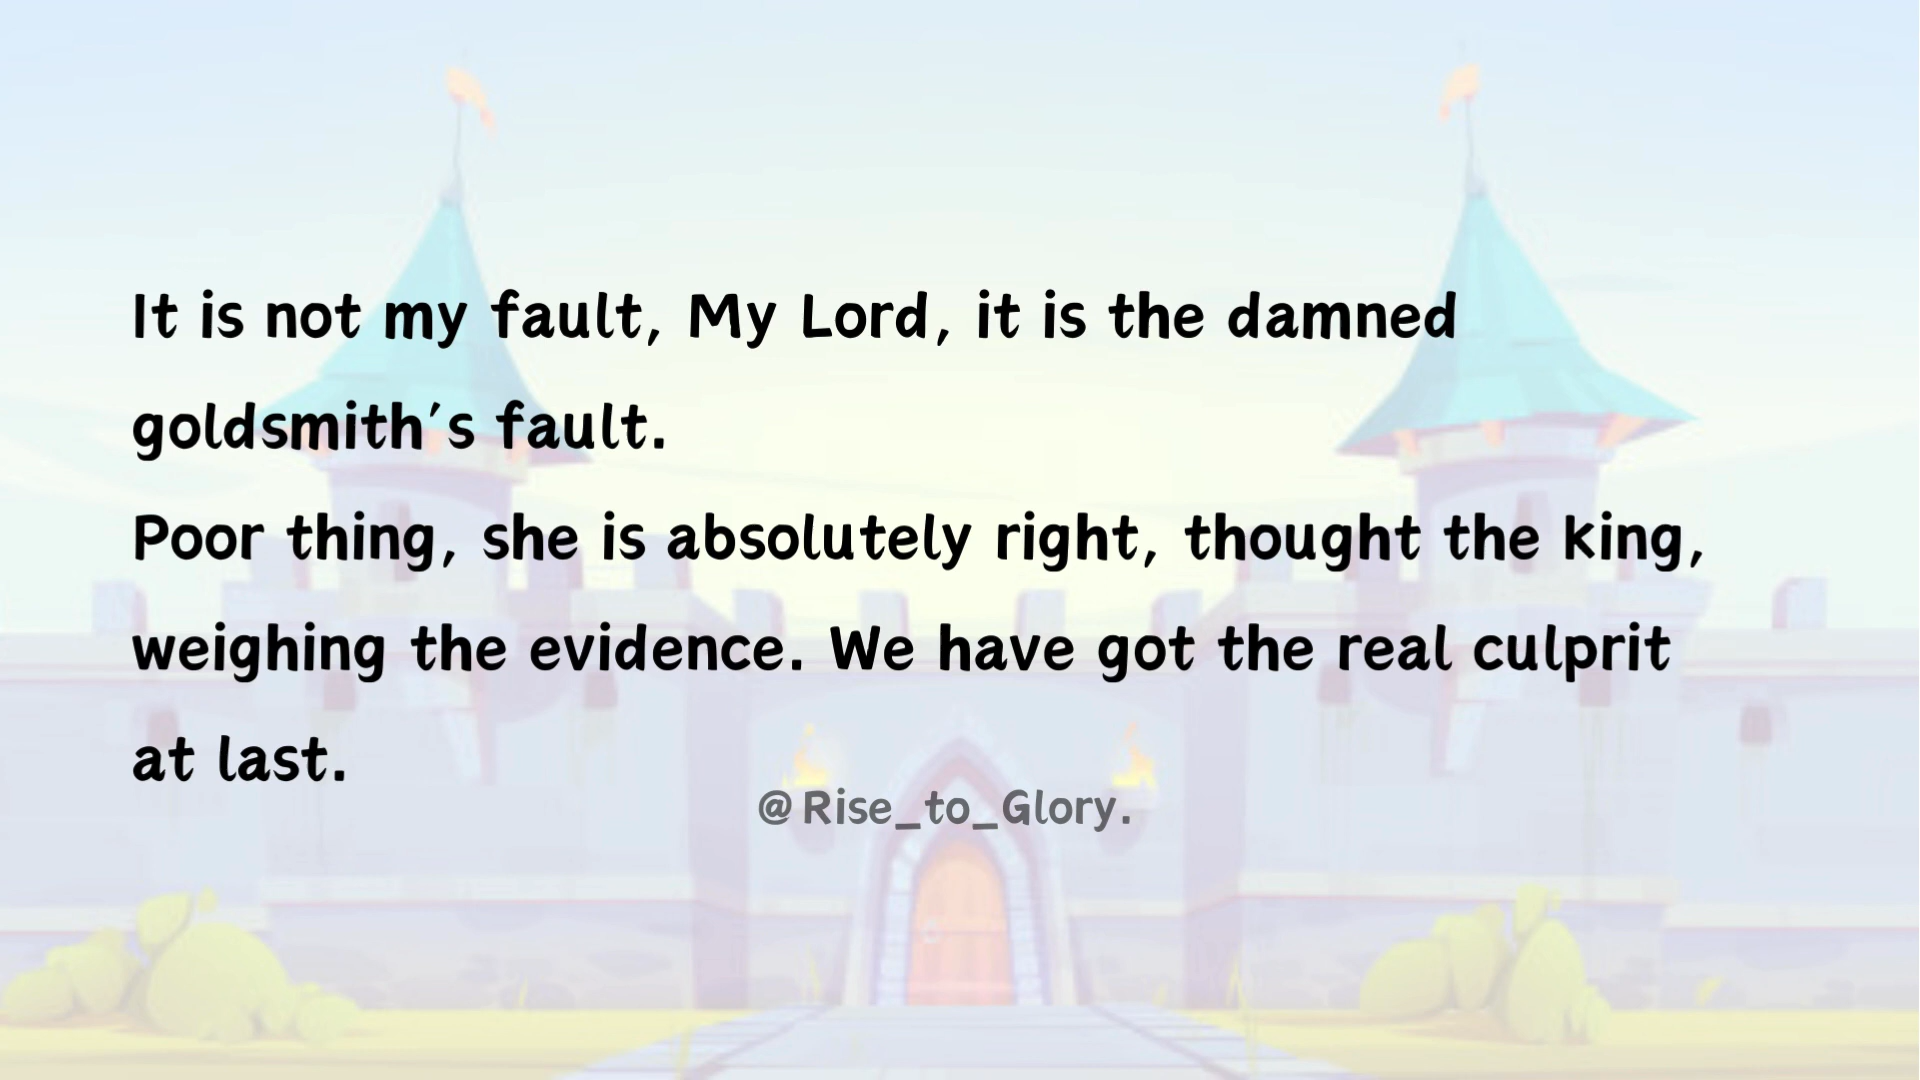 It is not my fault, My Lord, it is the damned
goldsmith's fault.
Poor thing, she is absolutely right, thought the king,
weighing the evidence. We have got the real culprit
at last.
@Rise_to_Glory.